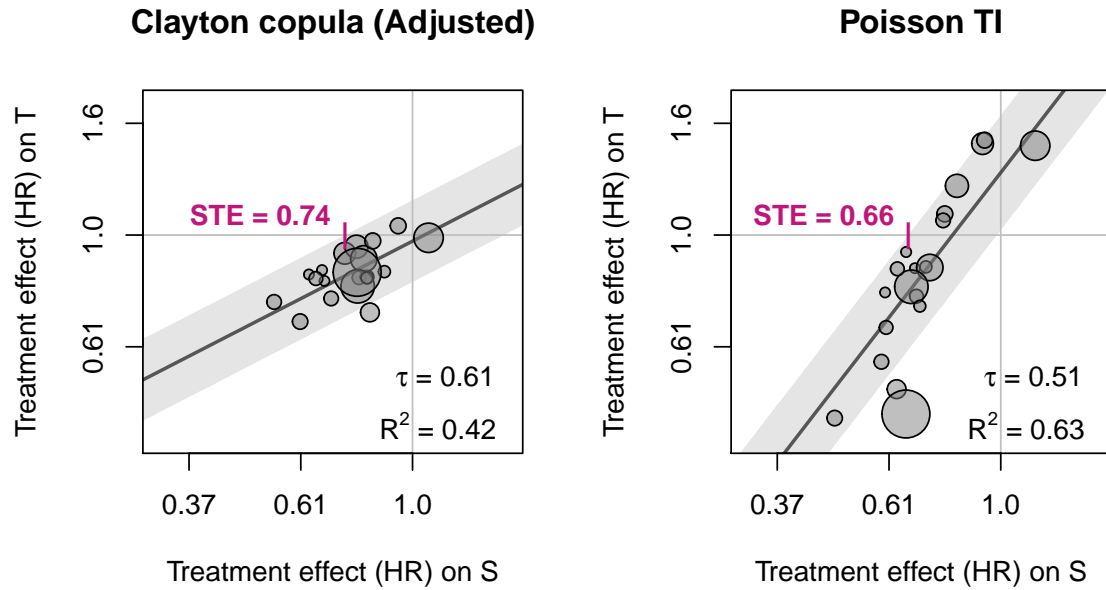 Clayton copula (Adjusted)
Treatment effect (HR) on T
1.6
1.0
0.61
STE = 0.74
τ = 0.61
R² = 0.42
0.37
0.61
1.0
Treatment effect (HR) on S
Poisson TI
Treatment effect (HR) on T
1.6
1.0
0.61
STE = 0.66
τ = 0.51
R² = 0.63
0.37
0.61
1.0
Treatment effect (HR) on S